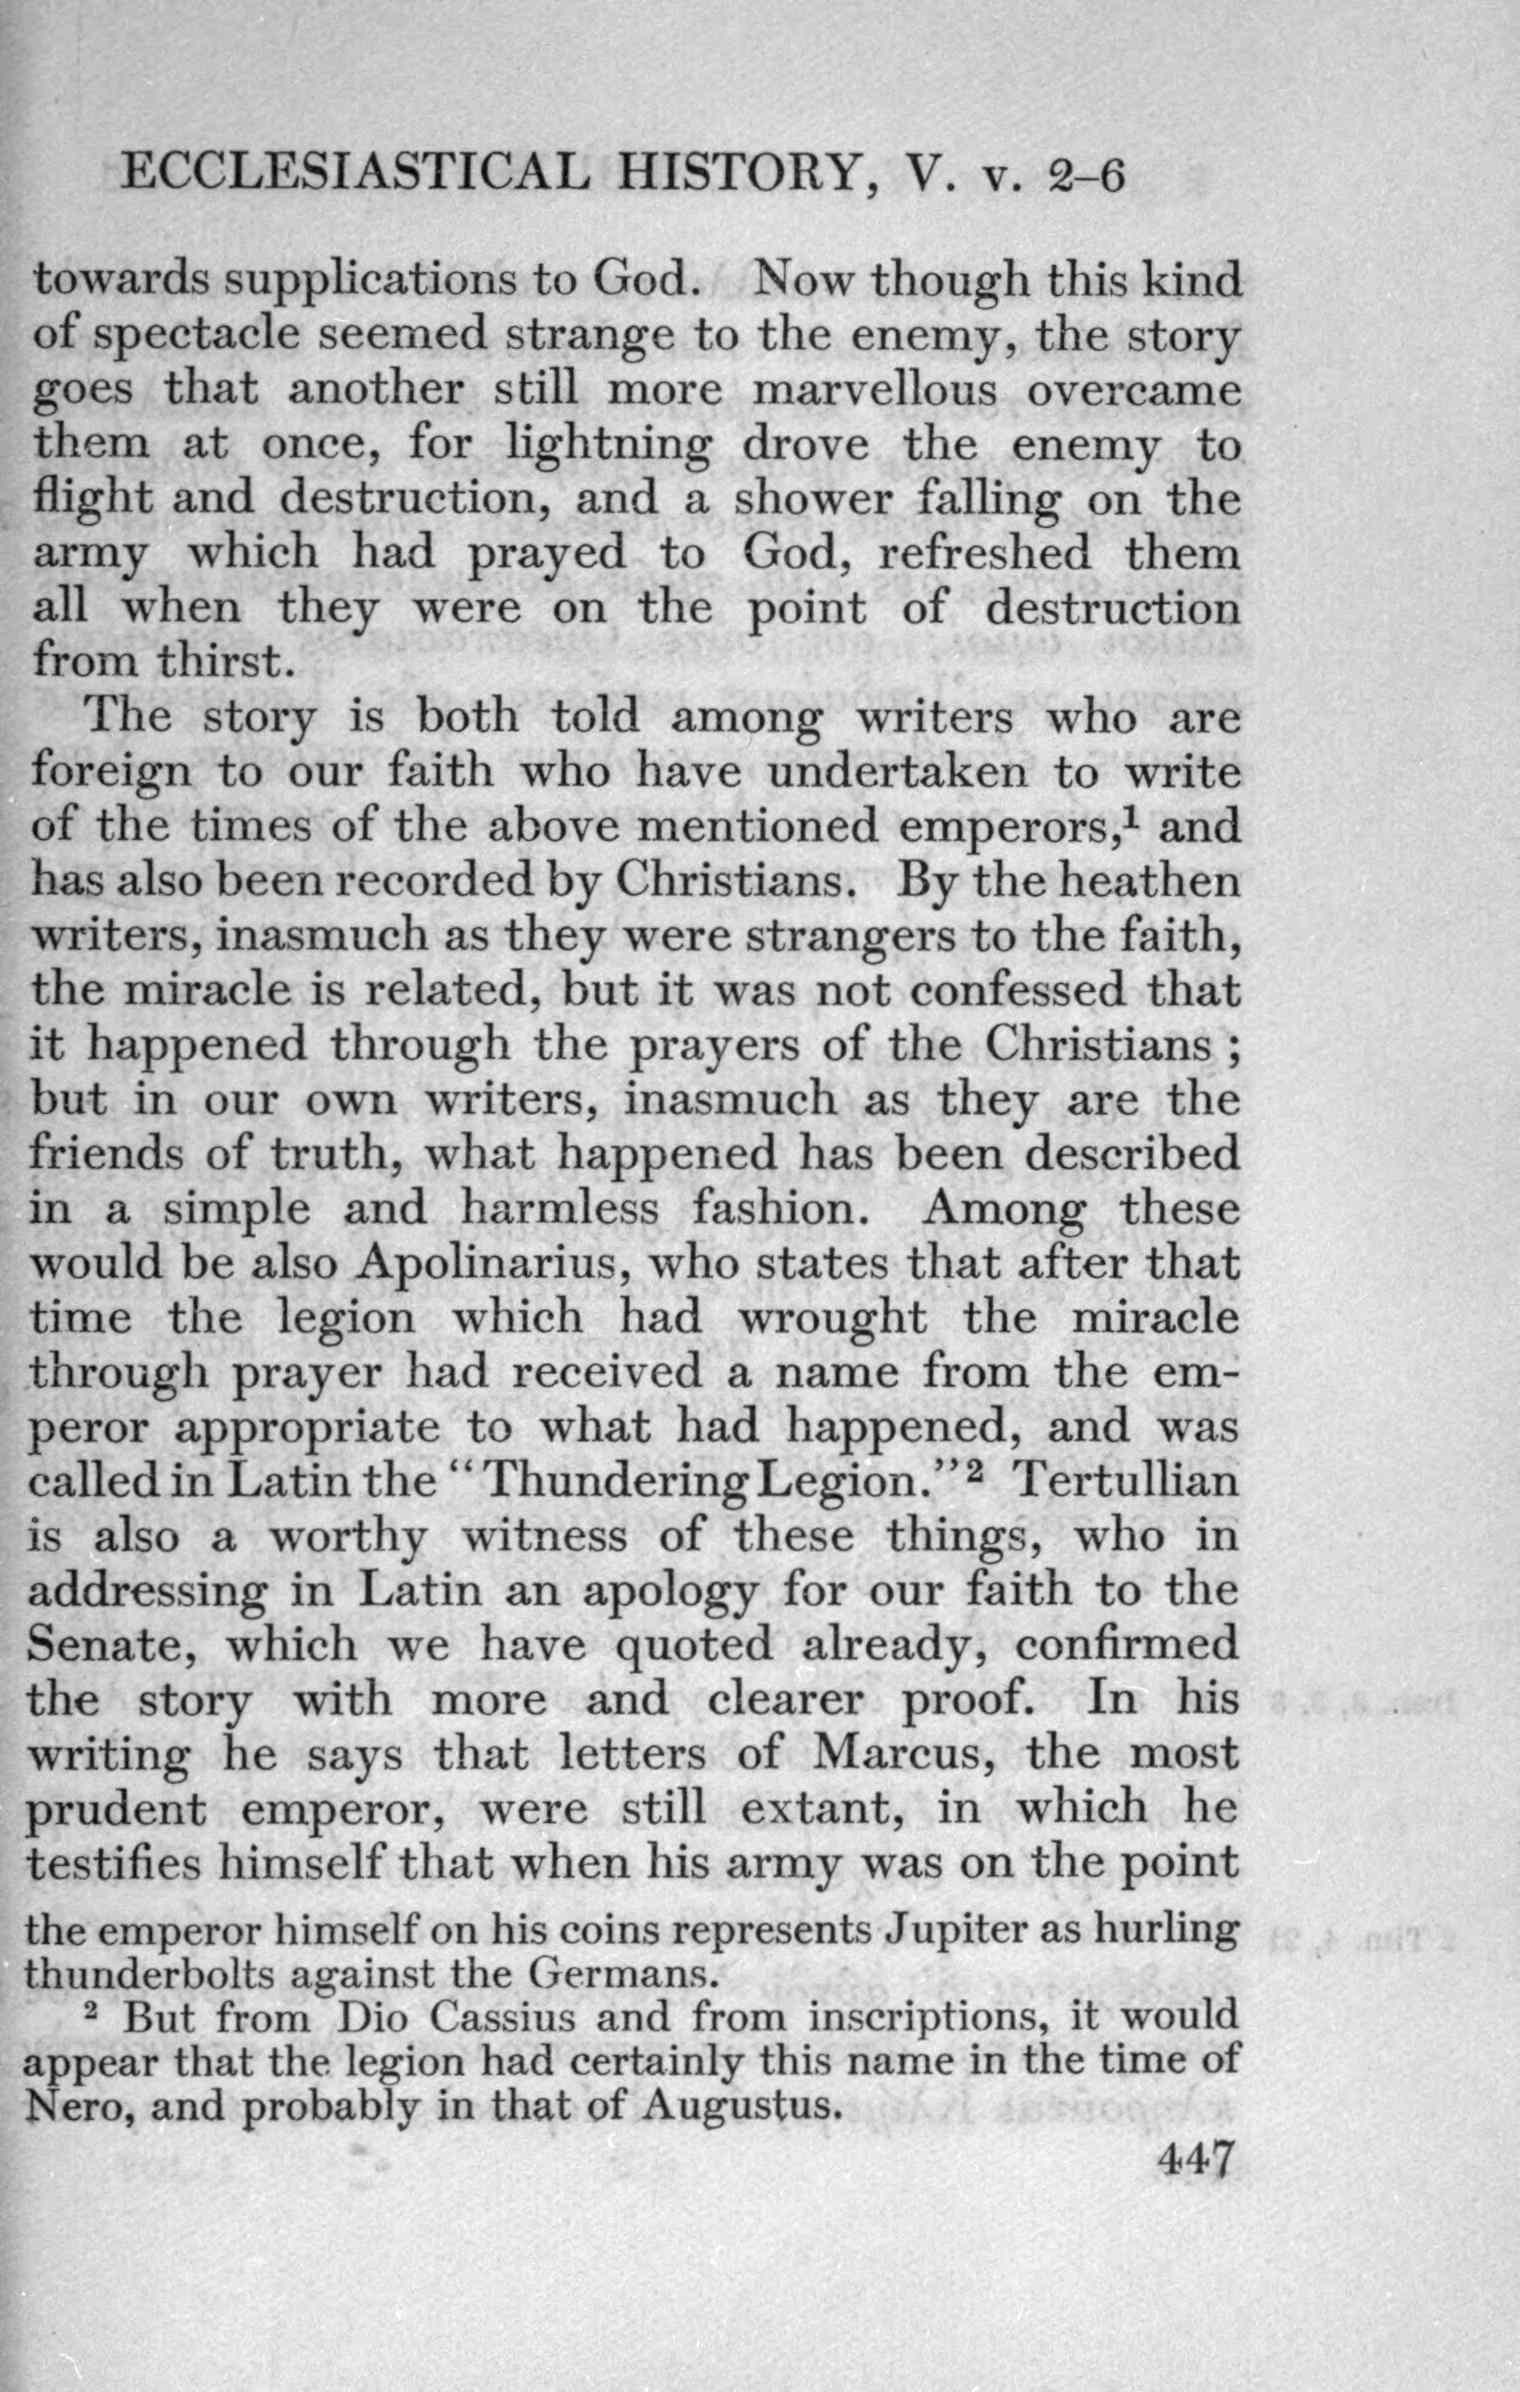 ECCLESIASTICAL HISTORY, V. v. 2–6
towards supplications to God. Now though this kind
of spectacle seemed strange to the enemy, the story
goes that another still more marvellous overcame
them at once, for lightning drove the enemy to
flight and destruction, and a shower falling on the
army which had prayed to God, refreshed them
all when they were on the point of destruction
from thirst.
The story is both told among writers who are
foreign to our faith who have undertaken to write
of the times of the above mentioned emperors,¹ and
has also been recorded by Christians. By the heathen
writers, inasmuch as they were strangers to the faith,
the miracle is related, but it was not confessed that
it happened through the prayers of the Christians ;
but in our own writers, inasmuch as they are the
friends of truth, what happened has been described
in a simple and harmless fashion. Among these
would be also Apolinarius, who states that after that
time the legion which had wrought the miracle
through prayer had received a name from the em-
peror appropriate to what had happened, and was
called in Latin the “Thundering Legion.”² Tertullian
is also a worthy witness of these things, who in
addressing in Latin an apology for our faith to the
Senate, which we have quoted already, confirmed
the story with more and clearer proof. In his
writing he says that letters of Marcus, the most
prudent emperor, were still extant, in which he
testifies himself that when his army was on the point
the emperor himself on his coins represents Jupiter as hurling
thunderbolts against the Germans.
² But from Dio Cassius and from inscriptions, it would
appear that the legion had certainly this name in the time of
Nero, and probably in that of Augustus.
447